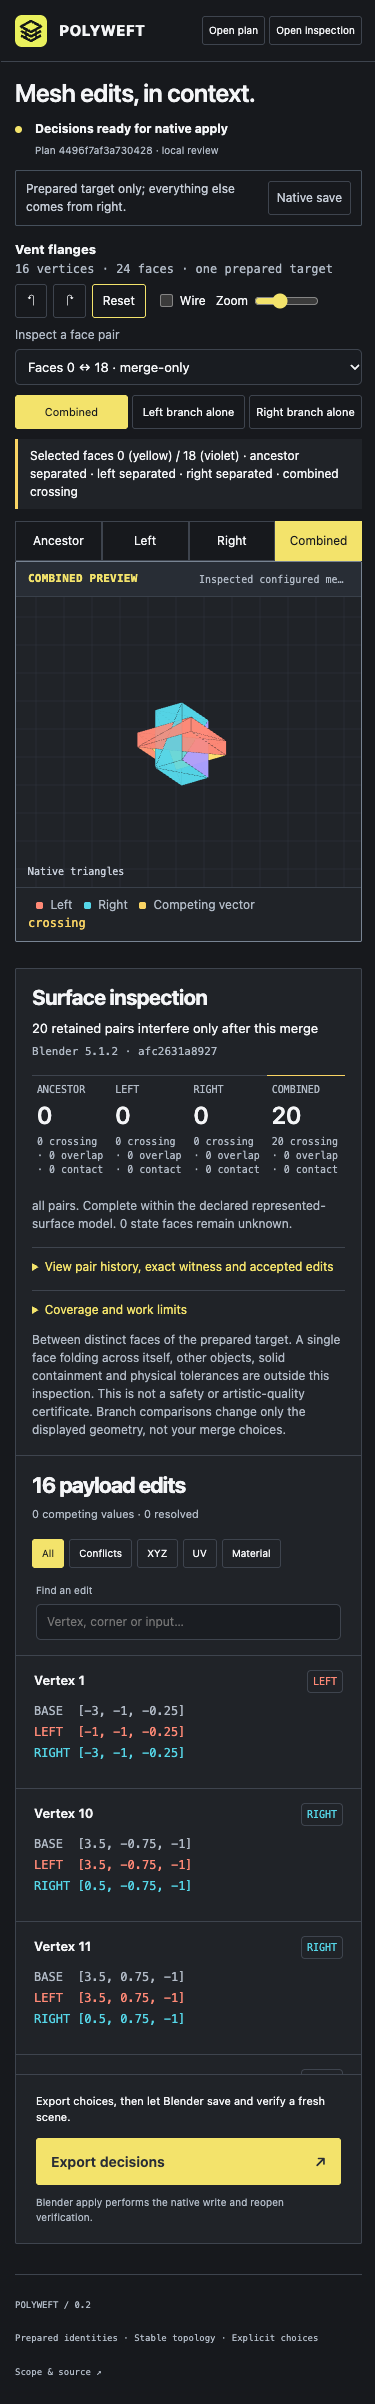 POLYWEFT
Open plan
Open inspection
Mesh edits, in context.
Decisions ready for native apply
Plan 4496f7af3a730428 · local review
Prepared target only; everything else
comes from right.
Native save
Vent flanges
16 vertices · 24 faces · one prepared target
Reset
Wire
Zoom
Inspect a face pair
Faces 0 ↔ 18 · merge-only
Combined
Left branch alone
Right branch alone
Selected faces 0 (yellow) / 18 (violet) · ancestor
separated · left separated · right separated · combined
crossing
Ancestor
Left
Right
Combined
COMBINED PREVIEW
Inspected configured me…
Native triangles
Left
Right
Competing vector
crossing
Surface inspection
20 retained pairs interfere only after this merge
Blender 5.1.2 · afc2631a8927
ANCESTOR
0
0 crossing
· 0 overlap
· 0 contact
LEFT
0
0 crossing
· 0 overlap
· 0 contact
RIGHT
0
0 crossing
· 0 overlap
· 0 contact
COMBINED
20
20 crossing
· 0 overlap
· 0 contact
all pairs. Complete within the declared represented-
surface model. 0 state faces remain unknown.
▶ View pair history, exact witness and accepted edits
▶ Coverage and work limits
Between distinct faces of the prepared target. A single
face folding across itself, other objects, solid
containment and physical tolerances are outside this
inspection. This is not a safety or artistic-quality
certificate. Branch comparisons change only the
displayed geometry, not your merge choices.
16 payload edits
0 competing values · 0 resolved
All
Conflicts
XYZ
UV
Material
Find an edit
Vertex, corner or input…
Vertex 1
LEFT
BASE [-3, -1, -0.25]
LEFT [-1, -1, -0.25]
RIGHT [-3, -1, -0.25]
Vertex 10
RIGHT
BASE [3.5, -0.75, -1]
LEFT [3.5, -0.75, -1]
RIGHT [0.5, -0.75, -1]
Vertex 11
RIGHT
BASE [3.5, 0.75, -1]
LEFT [3.5, 0.75, -1]
RIGHT [0.5, 0.75, -1]
Export choices, then let Blender save and verify a fresh
scene.
Export decisions ↗
Blender apply performs the native write and reopen
verification.
POLYWEFT / 0.2
Prepared identities · Stable topology · Explicit choices
Scope & source ↗